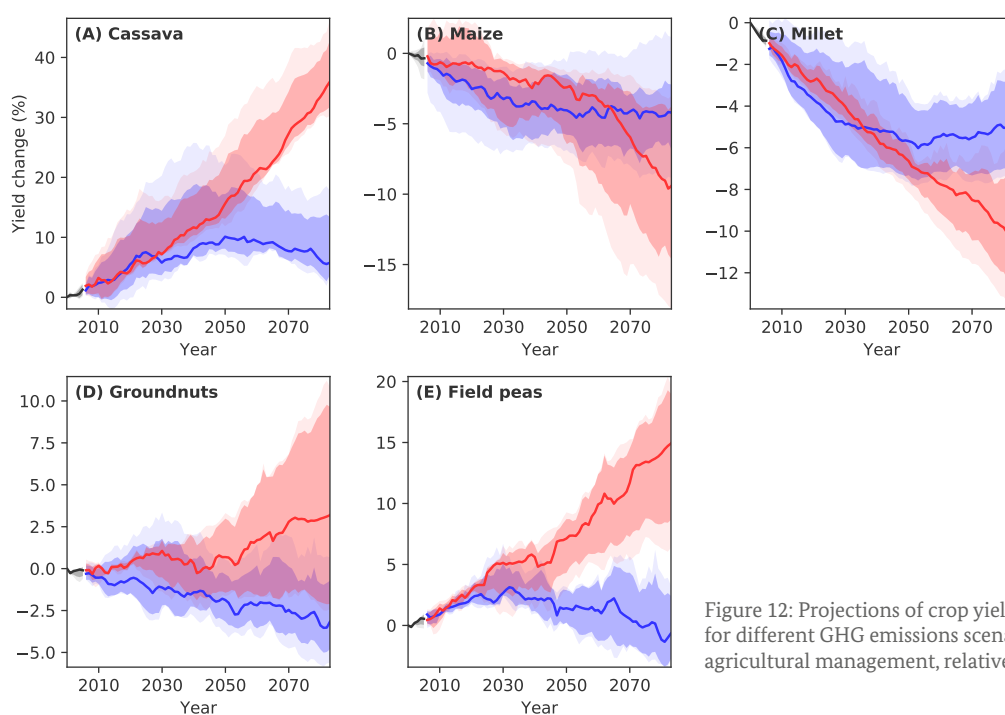 (A) Cassava
(B) Maize
(C) Millet
Yield change (%)
40
30
20
10
0
0
−5
−10
−15
0
−2
−4
−6
−8
−10
−12
2010 2030 2050 2070
2010 2030 2050 2070
2010 2030 2050 2070
Year
Year
Year
(D) Groundnuts
(E) Field peas
10.0
7.5
5.0
2.5
0.0
−2.5
−5.0
20
15
10
5
0
2010 2030 2050 2070
2010 2030 2050 2070
Year
Year
Figure 12: Projections of crop yiel
for different GHG emissions scena
agricultural management, relative